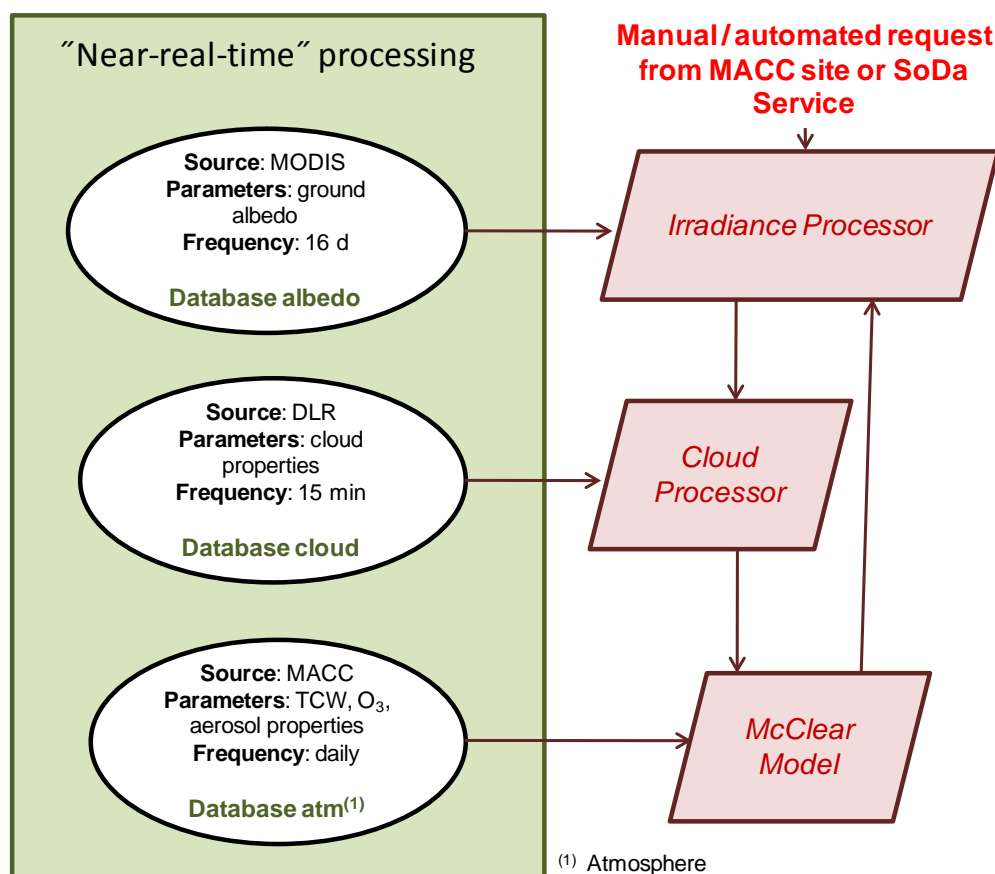 ˝Near-real-time˝ processing
Manual / automated request
from MACC site or SoDa
Service
Source: MODIS
Parameters: ground
albedo
Frequency: 16 d
Database albedo
Irradiance Processor
Source: DLR
Parameters: cloud
properties
Frequency: 15 min
Database cloud
Cloud
Processor
Source: MACC
Parameters: TCW, O₃,
aerosol properties
Frequency: daily
Database atm⁽¹⁾
McClear
Model
⁽¹⁾ Atmosphere